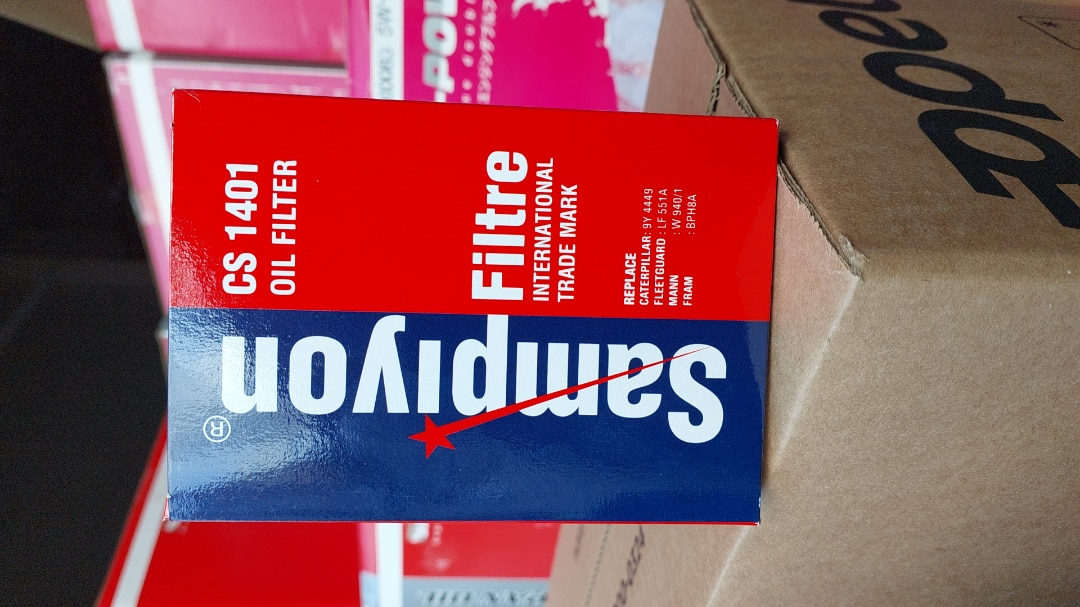 CS 1401
OIL FILTER
Sampiyon
®
Filtre
INTERNATIONAL
TRADE MARK
REPLACE
CATERPILLAR : 9Y 4449
FLEETGUARD : LF 551A
MANN : W 940/1
FRAM : BPH8A